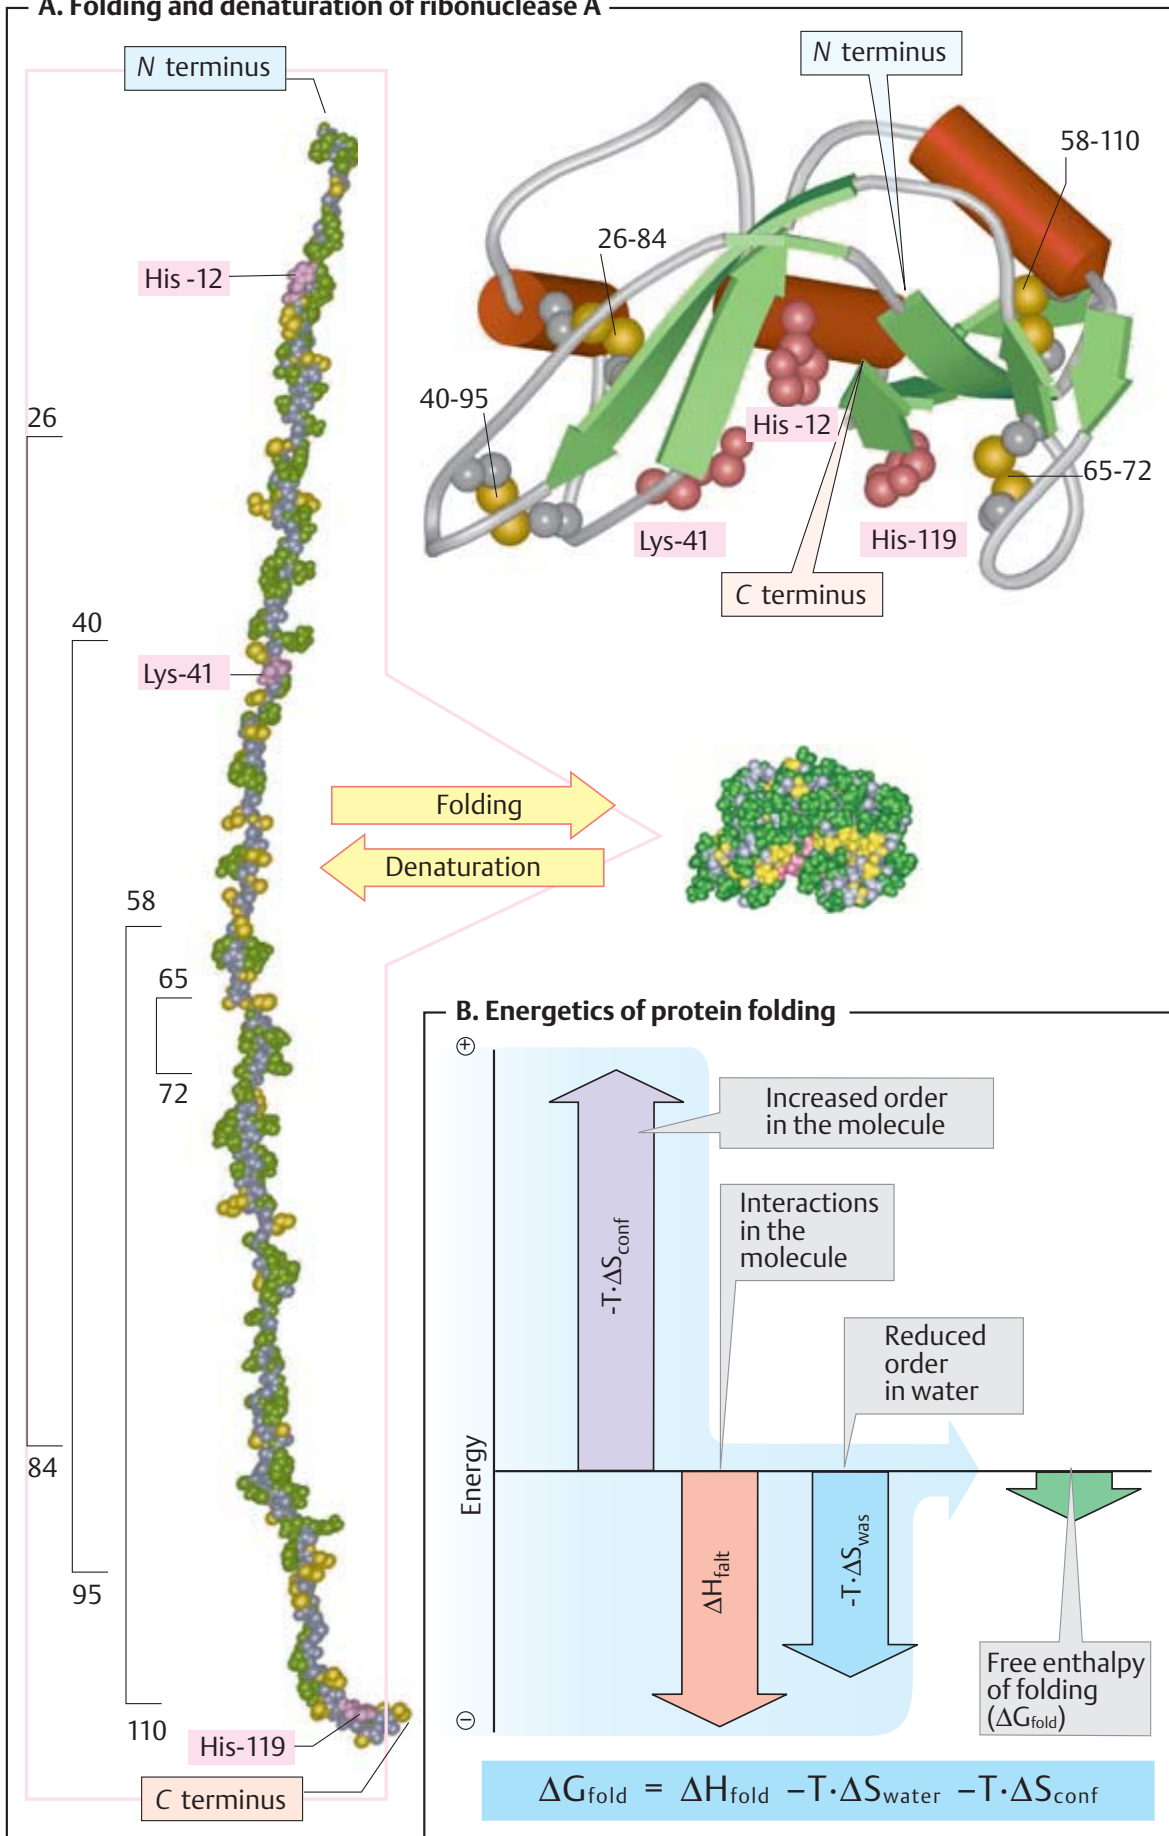 A. Folding and denaturation of ribonuclease A
N terminus
His -12
26
40
Lys-41
58
65
72
84
95
110
His-119
C terminus
N terminus
58-110
26-84
40-95
His -12
65-72
Lys-41
His-119
C terminus
Folding
Denaturation
B. Energetics of protein folding
+
Increased order
in the molecule
Interactions
in the
molecule
-T·ΔSconf
Reduced
order
in water
Energy
ΔHfalt
-T·ΔSwas
Free enthalpy
of folding
(ΔGfold)
−
ΔGfold = ΔHfold –T·ΔSwater –T·ΔSconf